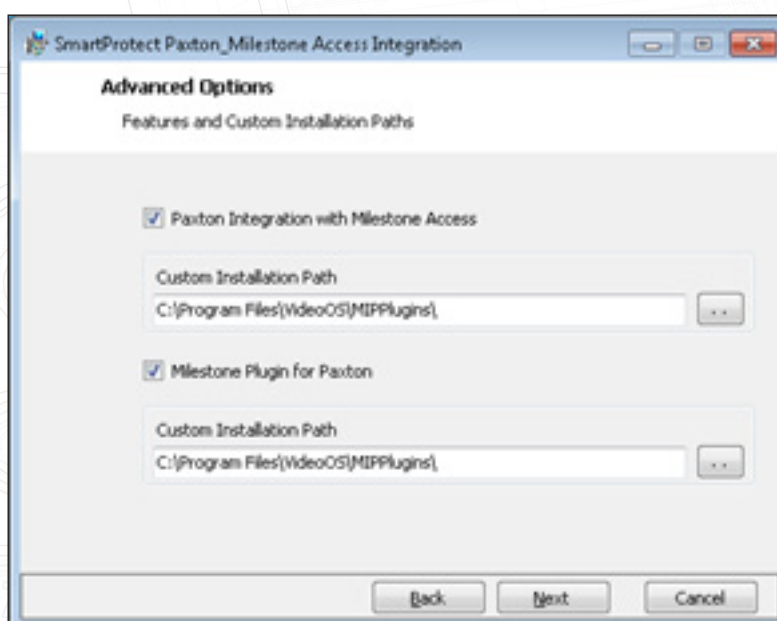 SmartProtect Paxton_Milestone Access Integration
Advanced Options
Features and Custom Installation Paths
Paxton Integration with Milestone Access
Custom Installation Path
C:\Program Files\VideoOS\MIPPlugins\
..
Milestone Plugin for Paxton
Custom Installation Path
C:\Program Files\VideoOS\MIPPlugins\
..
Back Next Cancel